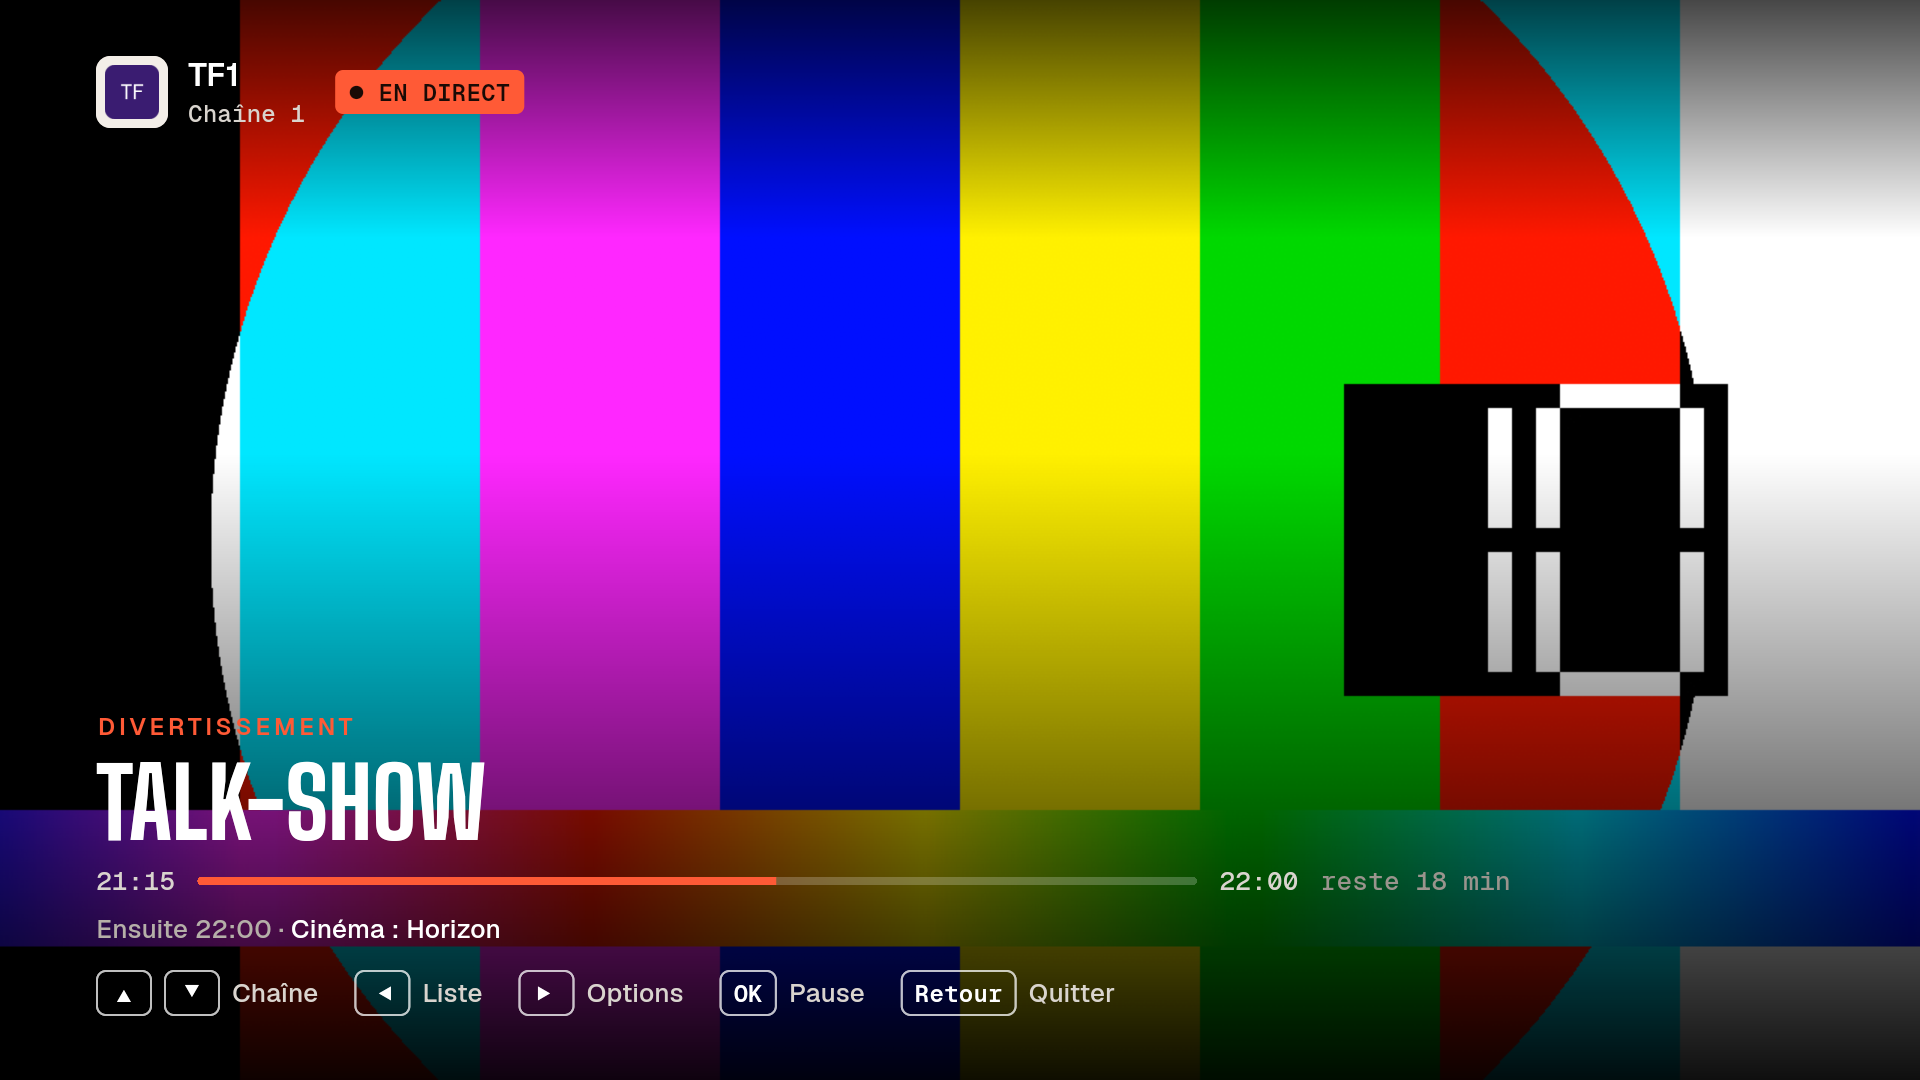 TF
TF1
Chaîne 1
EN DIRECT
10
DIVERTISSEMENT
TALK-SHOW
21:15
22:00 reste 18 min
Ensuite 22:00 · Cinéma : Horizon
▲ ▼ Chaîne ◀ Liste ▶ Options OK Pause Retour Quitter